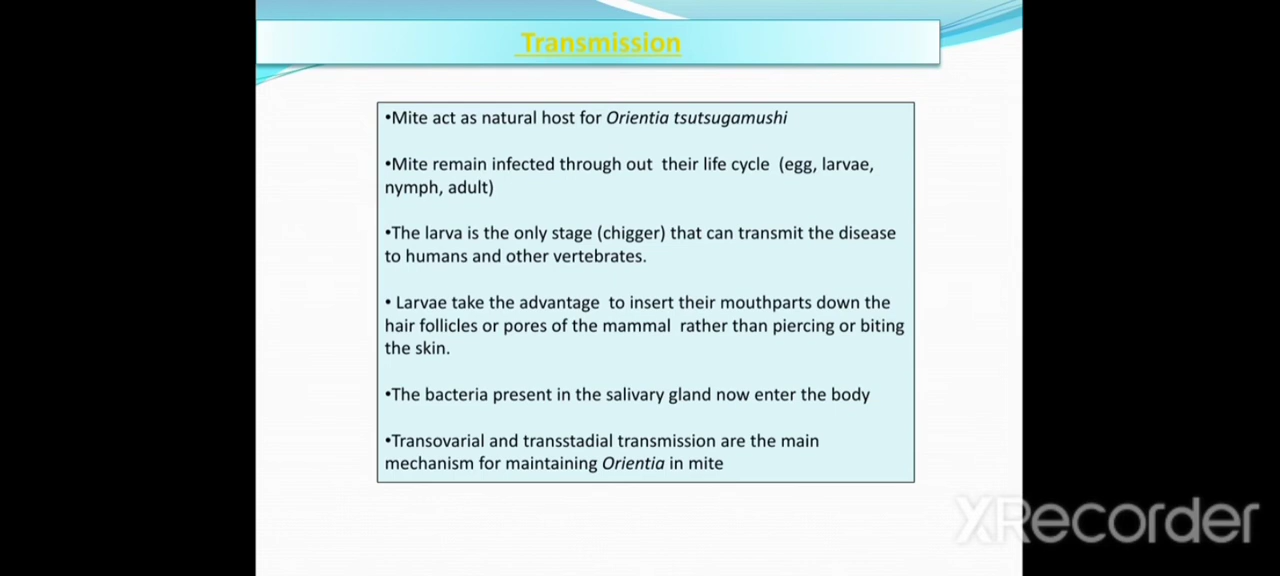 Transmission
•Mite act as natural host for Orientia tsutsugamushi
•Mite remain infected through out their life cycle (egg, larvae,
nymph, adult)
•The larva is the only stage (chigger) that can transmit the disease
to humans and other vertebrates.
• Larvae take the advantage to insert their mouthparts down the
hair follicles or pores of the mammal rather than piercing or biting
the skin.
•The bacteria present in the salivary gland now enter the body
•Transovarial and transstadial transmission are the main
mechanism for maintaining Orientia in mite
XRecorder